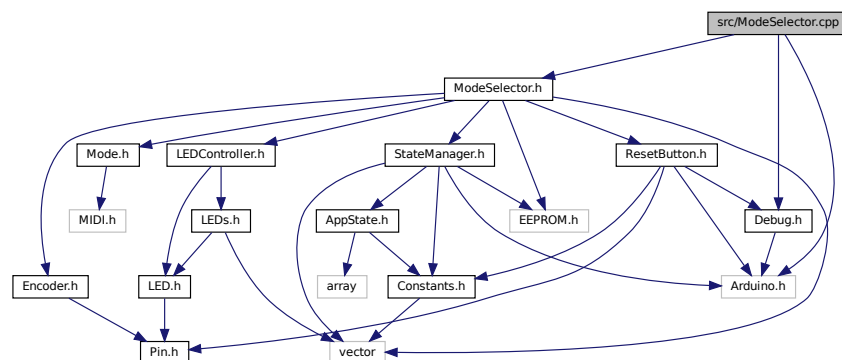 src/ModeSelector.cpp
ModeSelector.h
Mode.h
LEDController.h
StateManager.h
ResetButton.h
MIDI.h
LEDs.h
AppState.h
EEPROM.h
Debug.h
Encoder.h
LED.h
array
Constants.h
Arduino.h
Pin.h
vector